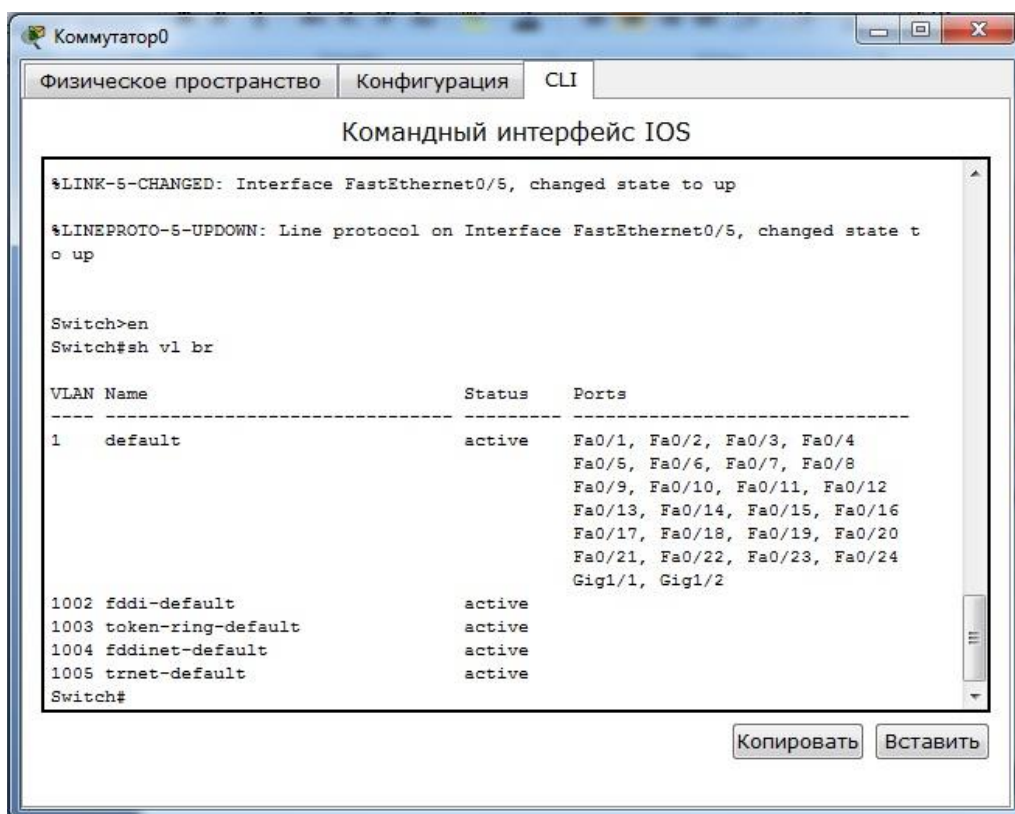 Коммутатор0
Физическое пространство Конфигурация CLI
Командный интерфейс IOS
%LINK-5-CHANGED: Interface FastEthernet0/5, changed state to up
%LINEPROTO-5-UPDOWN: Line protocol on Interface FastEthernet0/5, changed state t
o up
Switch>en
Switch#sh vl br
VLAN Name Status Ports
---- -------------------------------- --------- -------------------------------
1 default active Fa0/1, Fa0/2, Fa0/3, Fa0/4
Fa0/5, Fa0/6, Fa0/7, Fa0/8
Fa0/9, Fa0/10, Fa0/11, Fa0/12
Fa0/13, Fa0/14, Fa0/15, Fa0/16
Fa0/17, Fa0/18, Fa0/19, Fa0/20
Fa0/21, Fa0/22, Fa0/23, Fa0/24
Gig1/1, Gig1/2
1002 fddi-default active
1003 token-ring-default active
1004 fddinet-default active
1005 trnet-default active
Switch#
Копировать Вставить